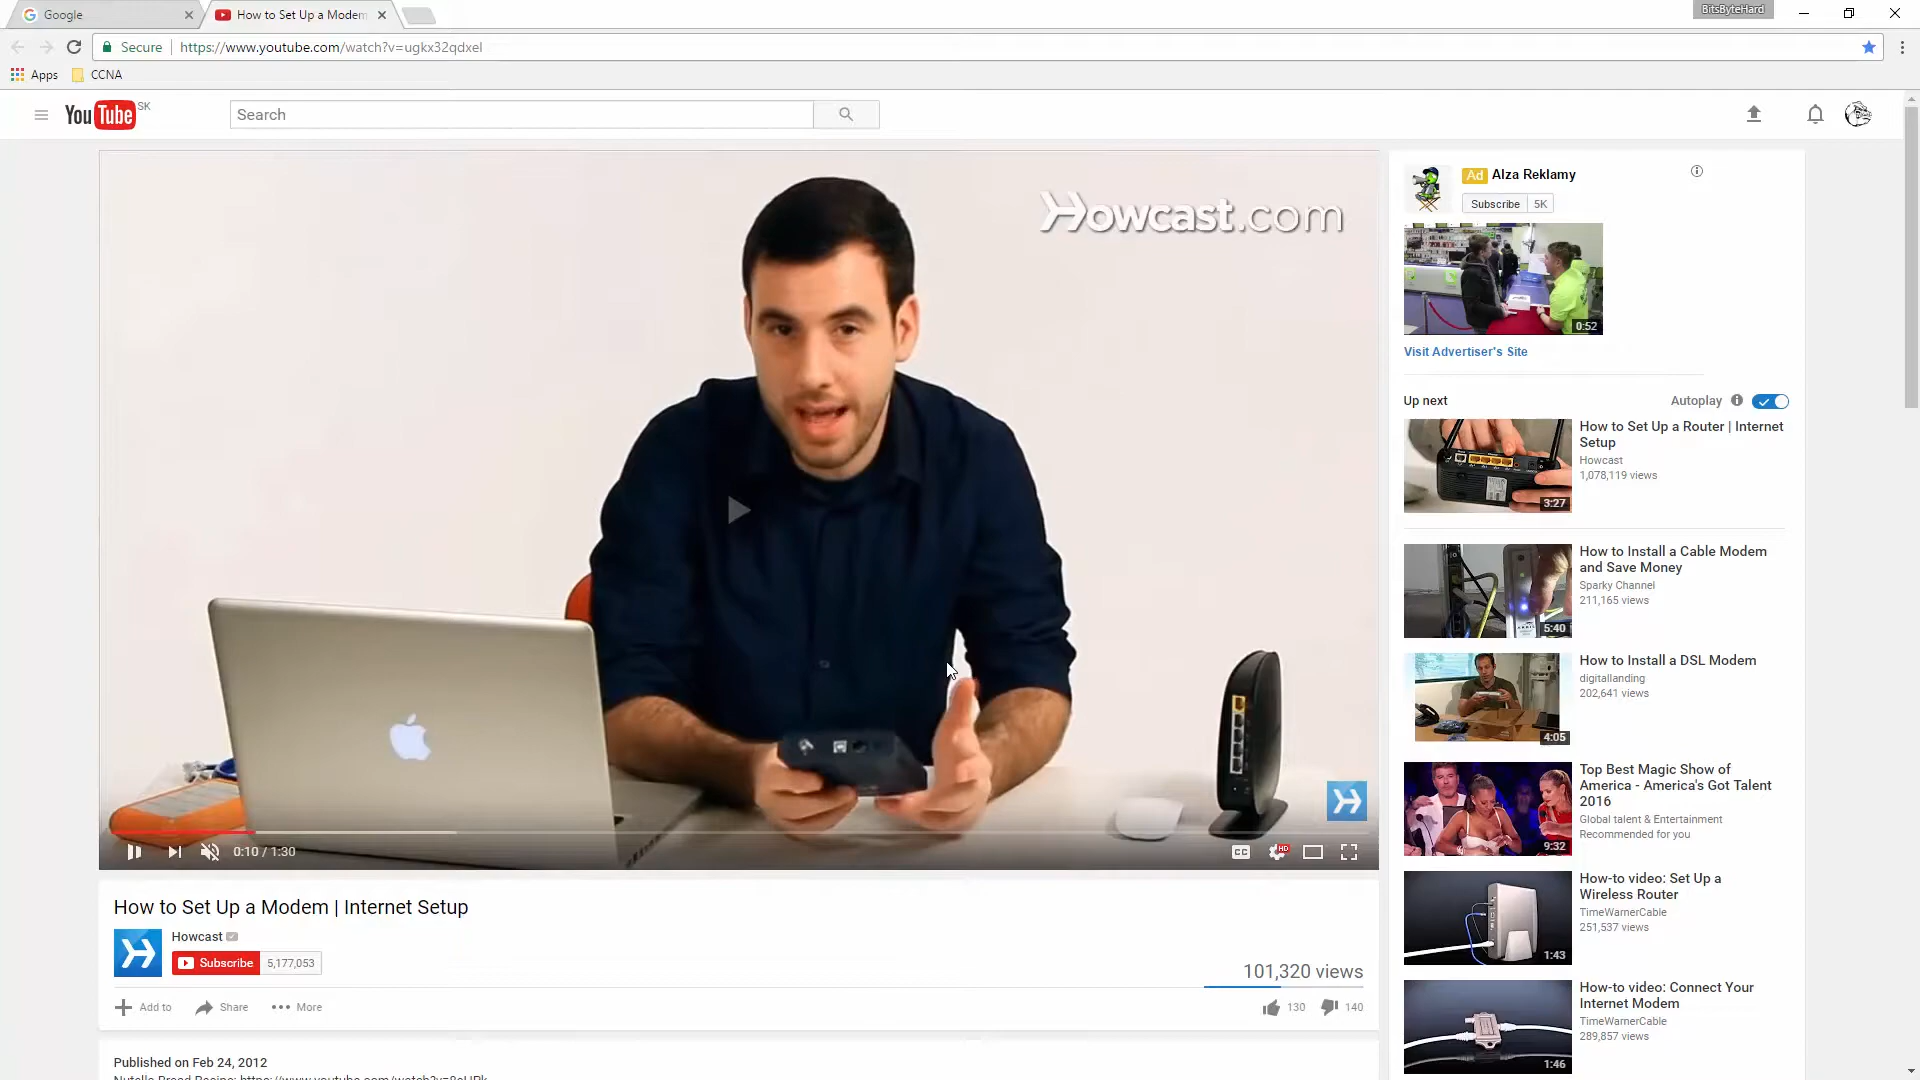 Google
How to Set Up a Modem
BitsByteHard
Secure
https://www.youtube.com/watch?v=ugkx32qdxeI
Apps
CCNA
YouTube SK
Search
Howcast.com
0:10 / 1:30
CC
HD
How to Set Up a Modem | Internet Setup
Howcast
Subscribe 5,177,053
101,320 views
Add to
Share
More
130
140
Published on Feb 24, 2012
Ad Alza Reklamy
Subscribe 5K
0:52
Visit Advertiser's Site
Up next
Autoplay
How to Set Up a Router | Internet
Setup
Howcast
1,078,119 views
3:27
How to Install a Cable Modem
and Save Money
Sparky Channel
211,165 views
5:40
How to Install a DSL Modem
digitallanding
202,641 views
4:05
Top Best Magic Show of
America - America's Got Talent
2016
Global talent & Entertainment
Recommended for you
9:32
How-to video: Set Up a
Wireless Router
TimeWarnerCable
251,537 views
1:43
How-to video: Connect Your
Internet Modem
TimeWarnerCable
289,857 views
1:46